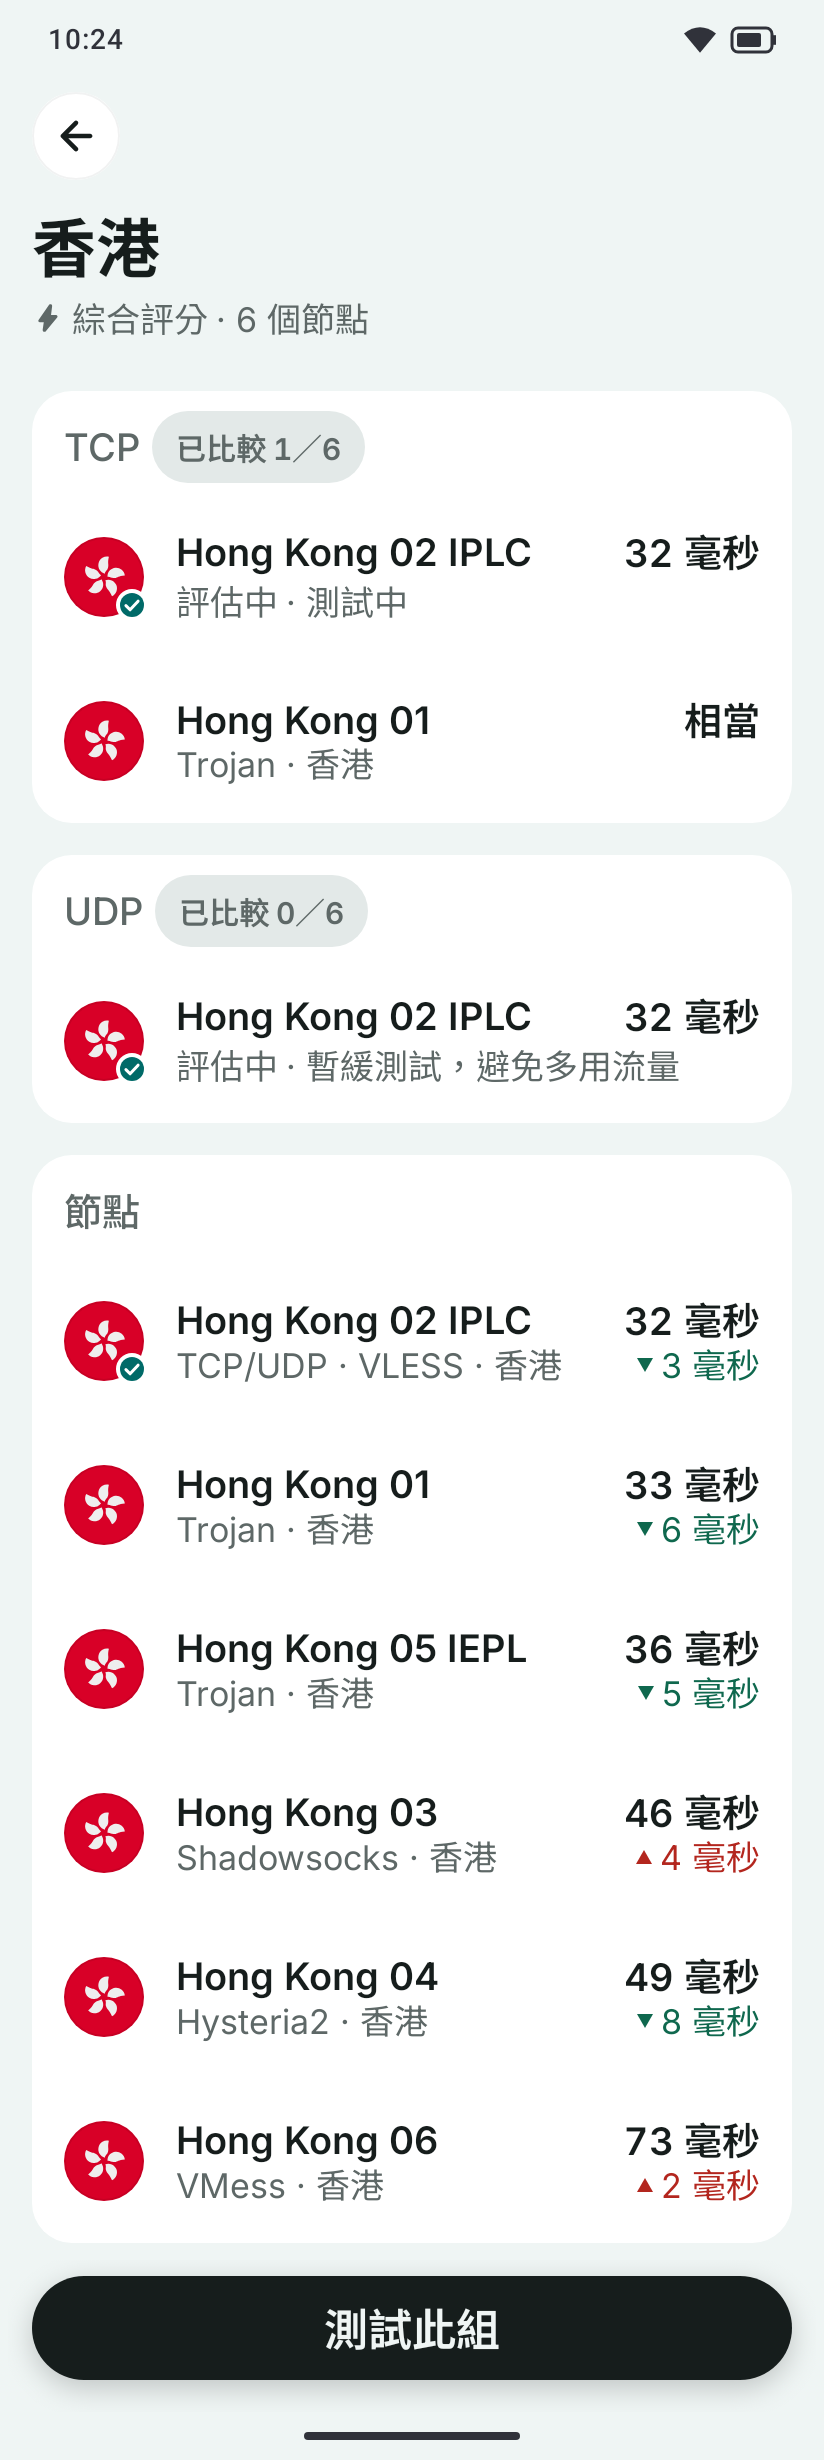 10:24
香港
綜合評分 · 6 個節點
TCP 已比較 1／6
Hong Kong 02 IPLC 32 毫秒
評估中 · 測試中
Hong Kong 01 相當
Trojan · 香港
UDP 已比較 0／6
Hong Kong 02 IPLC 32 毫秒
評估中 · 暫緩測試，避免多用流量
節點
Hong Kong 02 IPLC 32 毫秒
TCP/UDP · VLESS · 香港 ▼3 毫秒
Hong Kong 01 33 毫秒
Trojan · 香港 ▼6 毫秒
Hong Kong 05 IEPL 36 毫秒
Trojan · 香港 ▼5 毫秒
Hong Kong 03 46 毫秒
Shadowsocks · 香港 ▲4 毫秒
Hong Kong 04 49 毫秒
Hysteria2 · 香港 ▼8 毫秒
Hong Kong 06 73 毫秒
VMess · 香港 ▲2 毫秒
測試此組